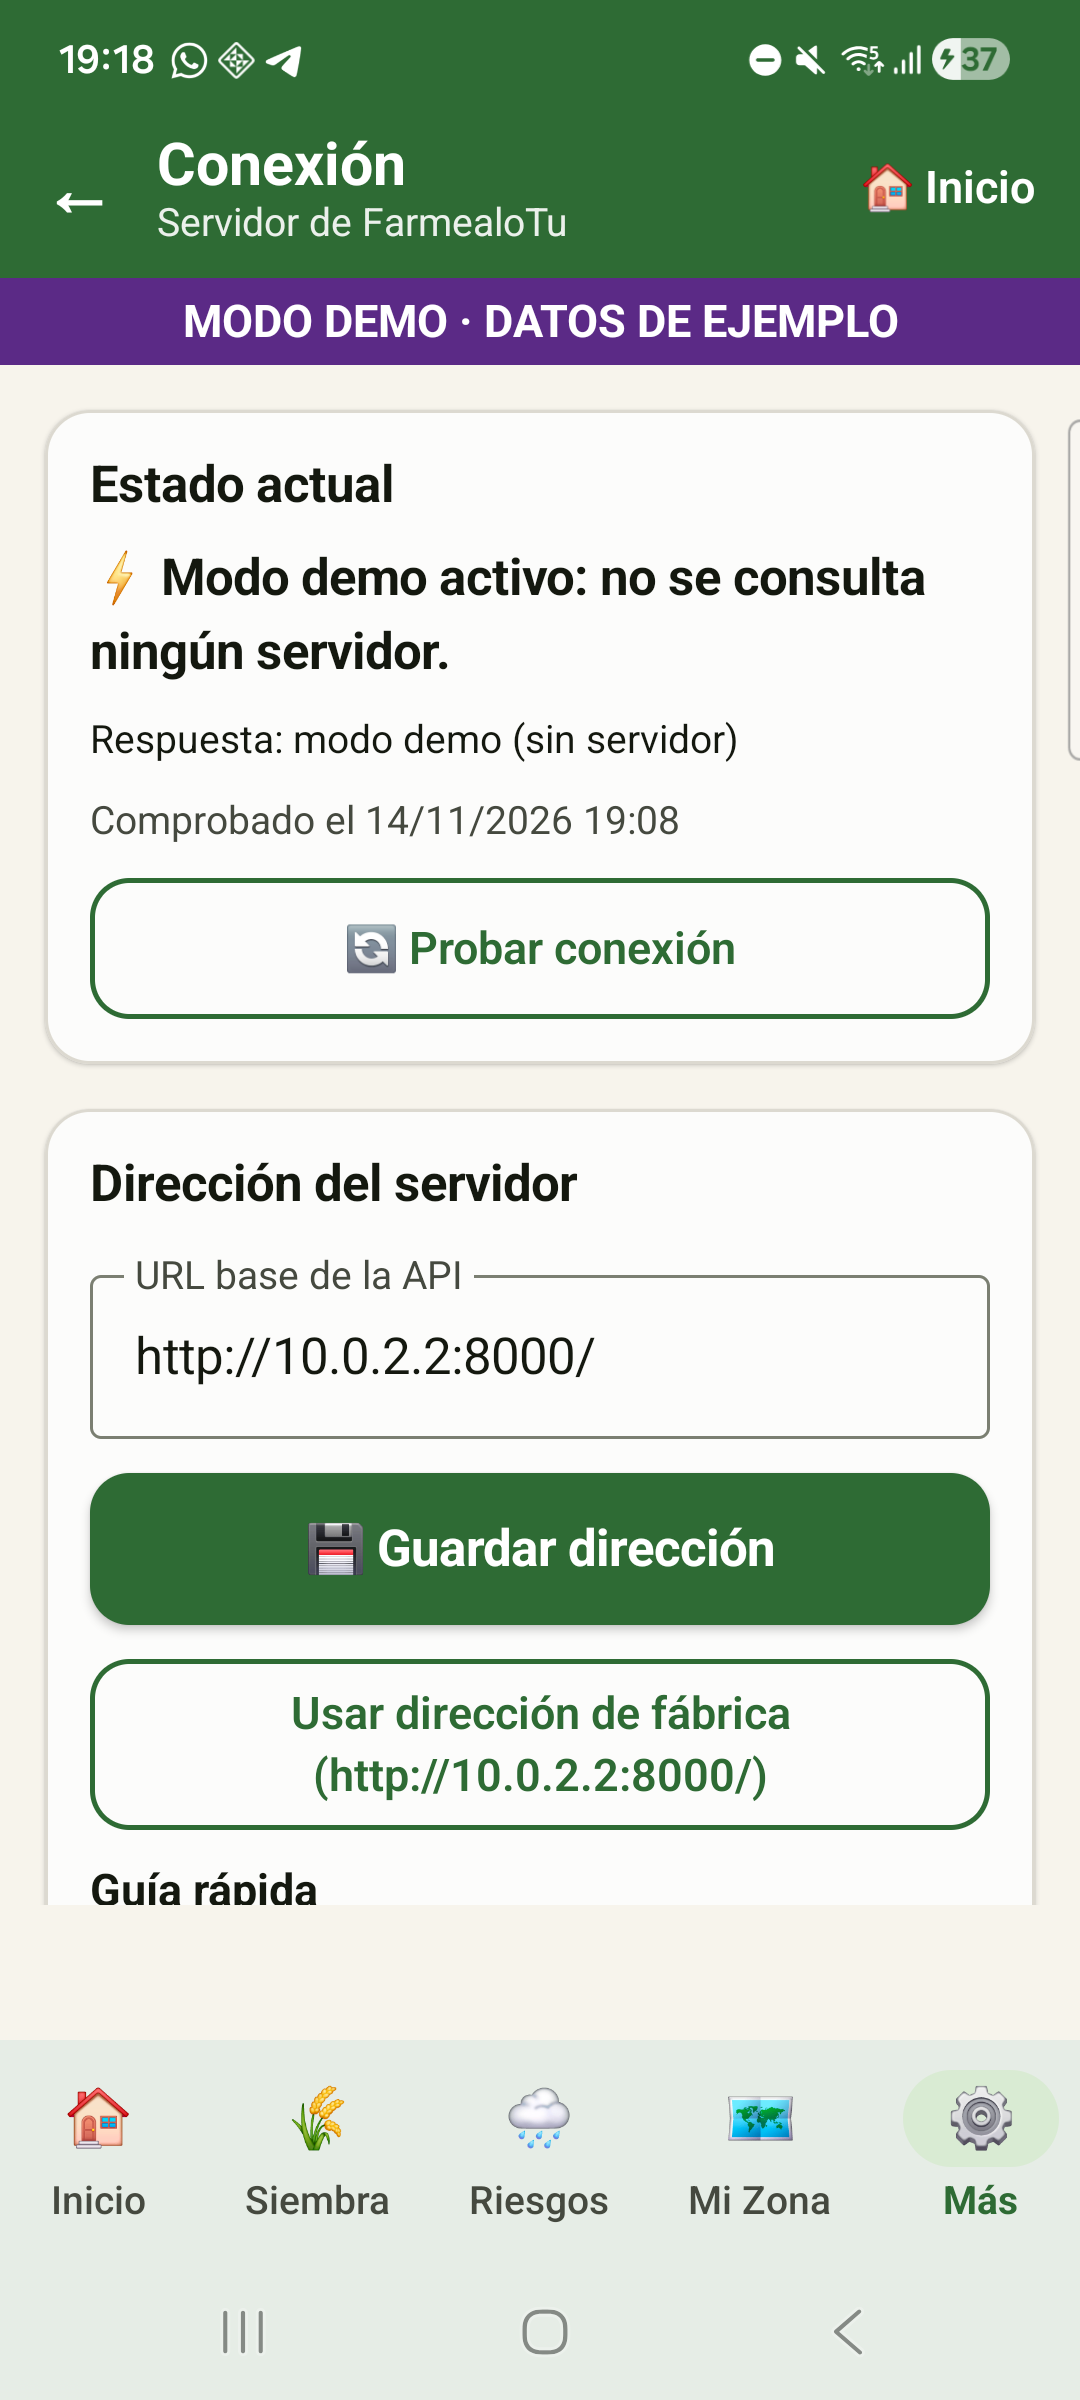 19:18
5
37
Conexión
Servidor de FarmealoTu
Inicio
MODO DEMO · DATOS DE EJEMPLO
Estado actual
Modo demo activo: no se consulta
ningún servidor.
Respuesta: modo demo (sin servidor)
Comprobado el 14/11/2026 19:08
Probar conexión
Dirección del servidor
URL base de la API
http://10.0.2.2:8000/
Guardar dirección
Usar dirección de fábrica
(http://10.0.2.2:8000/)
Guía rápida
Inicio
Siembra
Riesgos
Mi Zona
Más